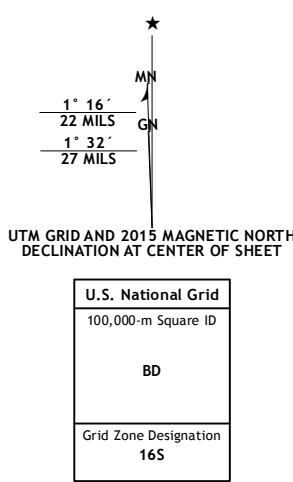 ★
MN
1° 16´
22 MILS
GN
1° 32´
27 MILS
UTM GRID AND 2015 MAGNETIC NORTH
DECLINATION AT CENTER OF SHEET
U.S. National Grid
100,000-m Square ID
BD
Grid Zone Designation
16S